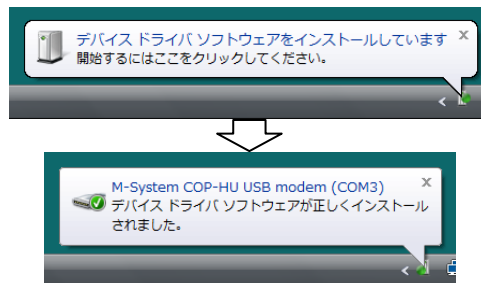 デバイス ドライバ ソフトウェアをインストールしています
開始するにはここをクリックしてください。
M-System COP-HU USB modem (COM3)
デバイス ドライバ ソフトウェアが正しくインストール
されました。